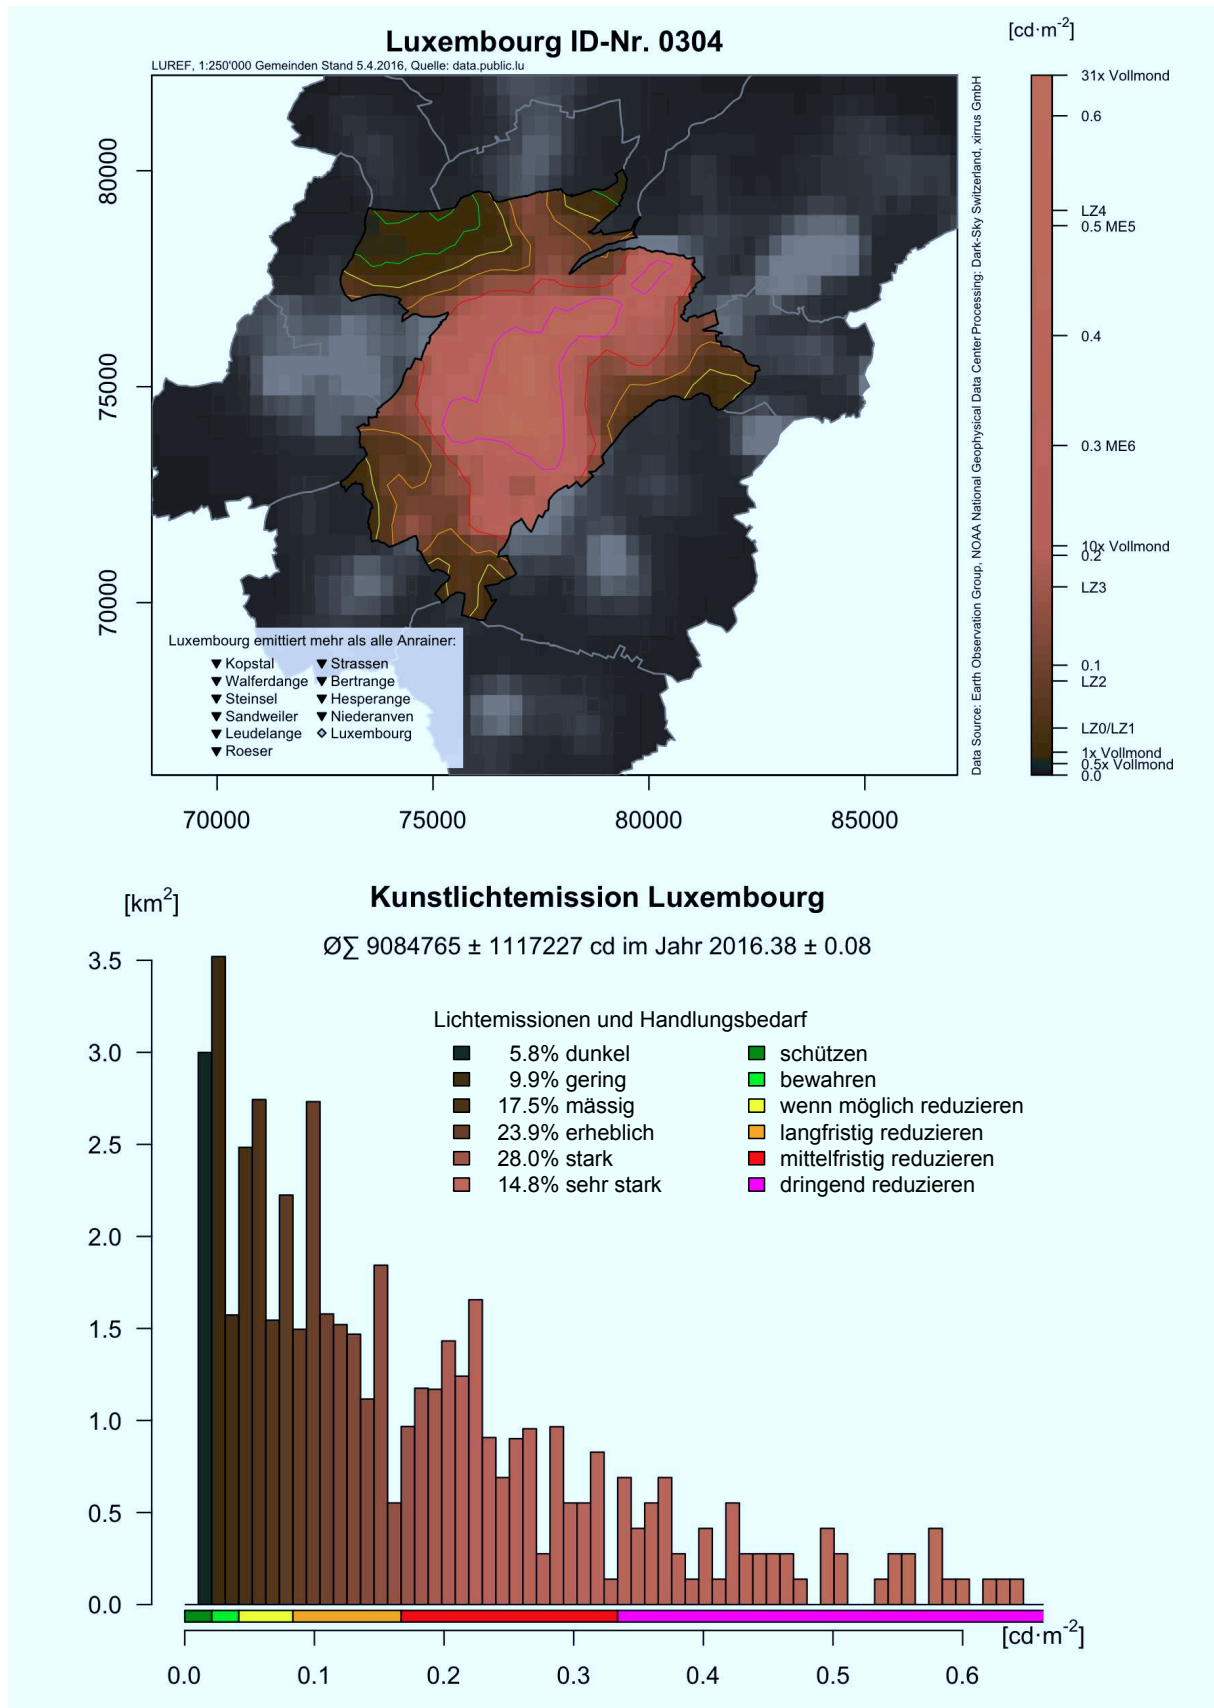 Luxembourg ID-Nr. 0304
[cd·m-2]
LUREF, 1:250'000 Gemeinden Stand 5.4.2016, Quelle: data.public.lu
31x Vollmond
0.6
LZ4
0.5 ME5
0.4
0.3 ME6
10x Vollmond
0.2
LZ3
0.1
LZ2
LZ0/LZ1
1x Vollmond
0.5x Vollmond
0.0
Data Source: Earth Observation Group, NOAA National Geophysical Data Center Processing: Dark-Sky Switzerland, xirrus GmbH
80000
75000
70000
Luxembourg emittiert mehr als alle Anrainer:
▼ Kopstal ▼ Strassen
▼ Walferdange ▼ Bertrange
▼ Steinsel ▼ Hesperange
▼ Sandweiler ▼ Niederanven
▼ Leudelange ◇ Luxembourg
▼ Roeser
70000 75000 80000 85000
Kunstlichtemission Luxembourg
[km2]
Ø∑ 9084765 ± 1117227 cd im Jahr 2016.38 ± 0.08
Lichtemissionen und Handlungsbedarf
5.8% dunkel schützen
9.9% gering bewahren
17.5% mässig wenn möglich reduzieren
23.9% erheblich langfristig reduzieren
28.0% stark mittelfristig reduzieren
14.8% sehr stark dringend reduzieren
3.5
3.0
2.5
2.0
1.5
1.0
0.5
0.0
[cd·m-2]
0.0 0.1 0.2 0.3 0.4 0.5 0.6